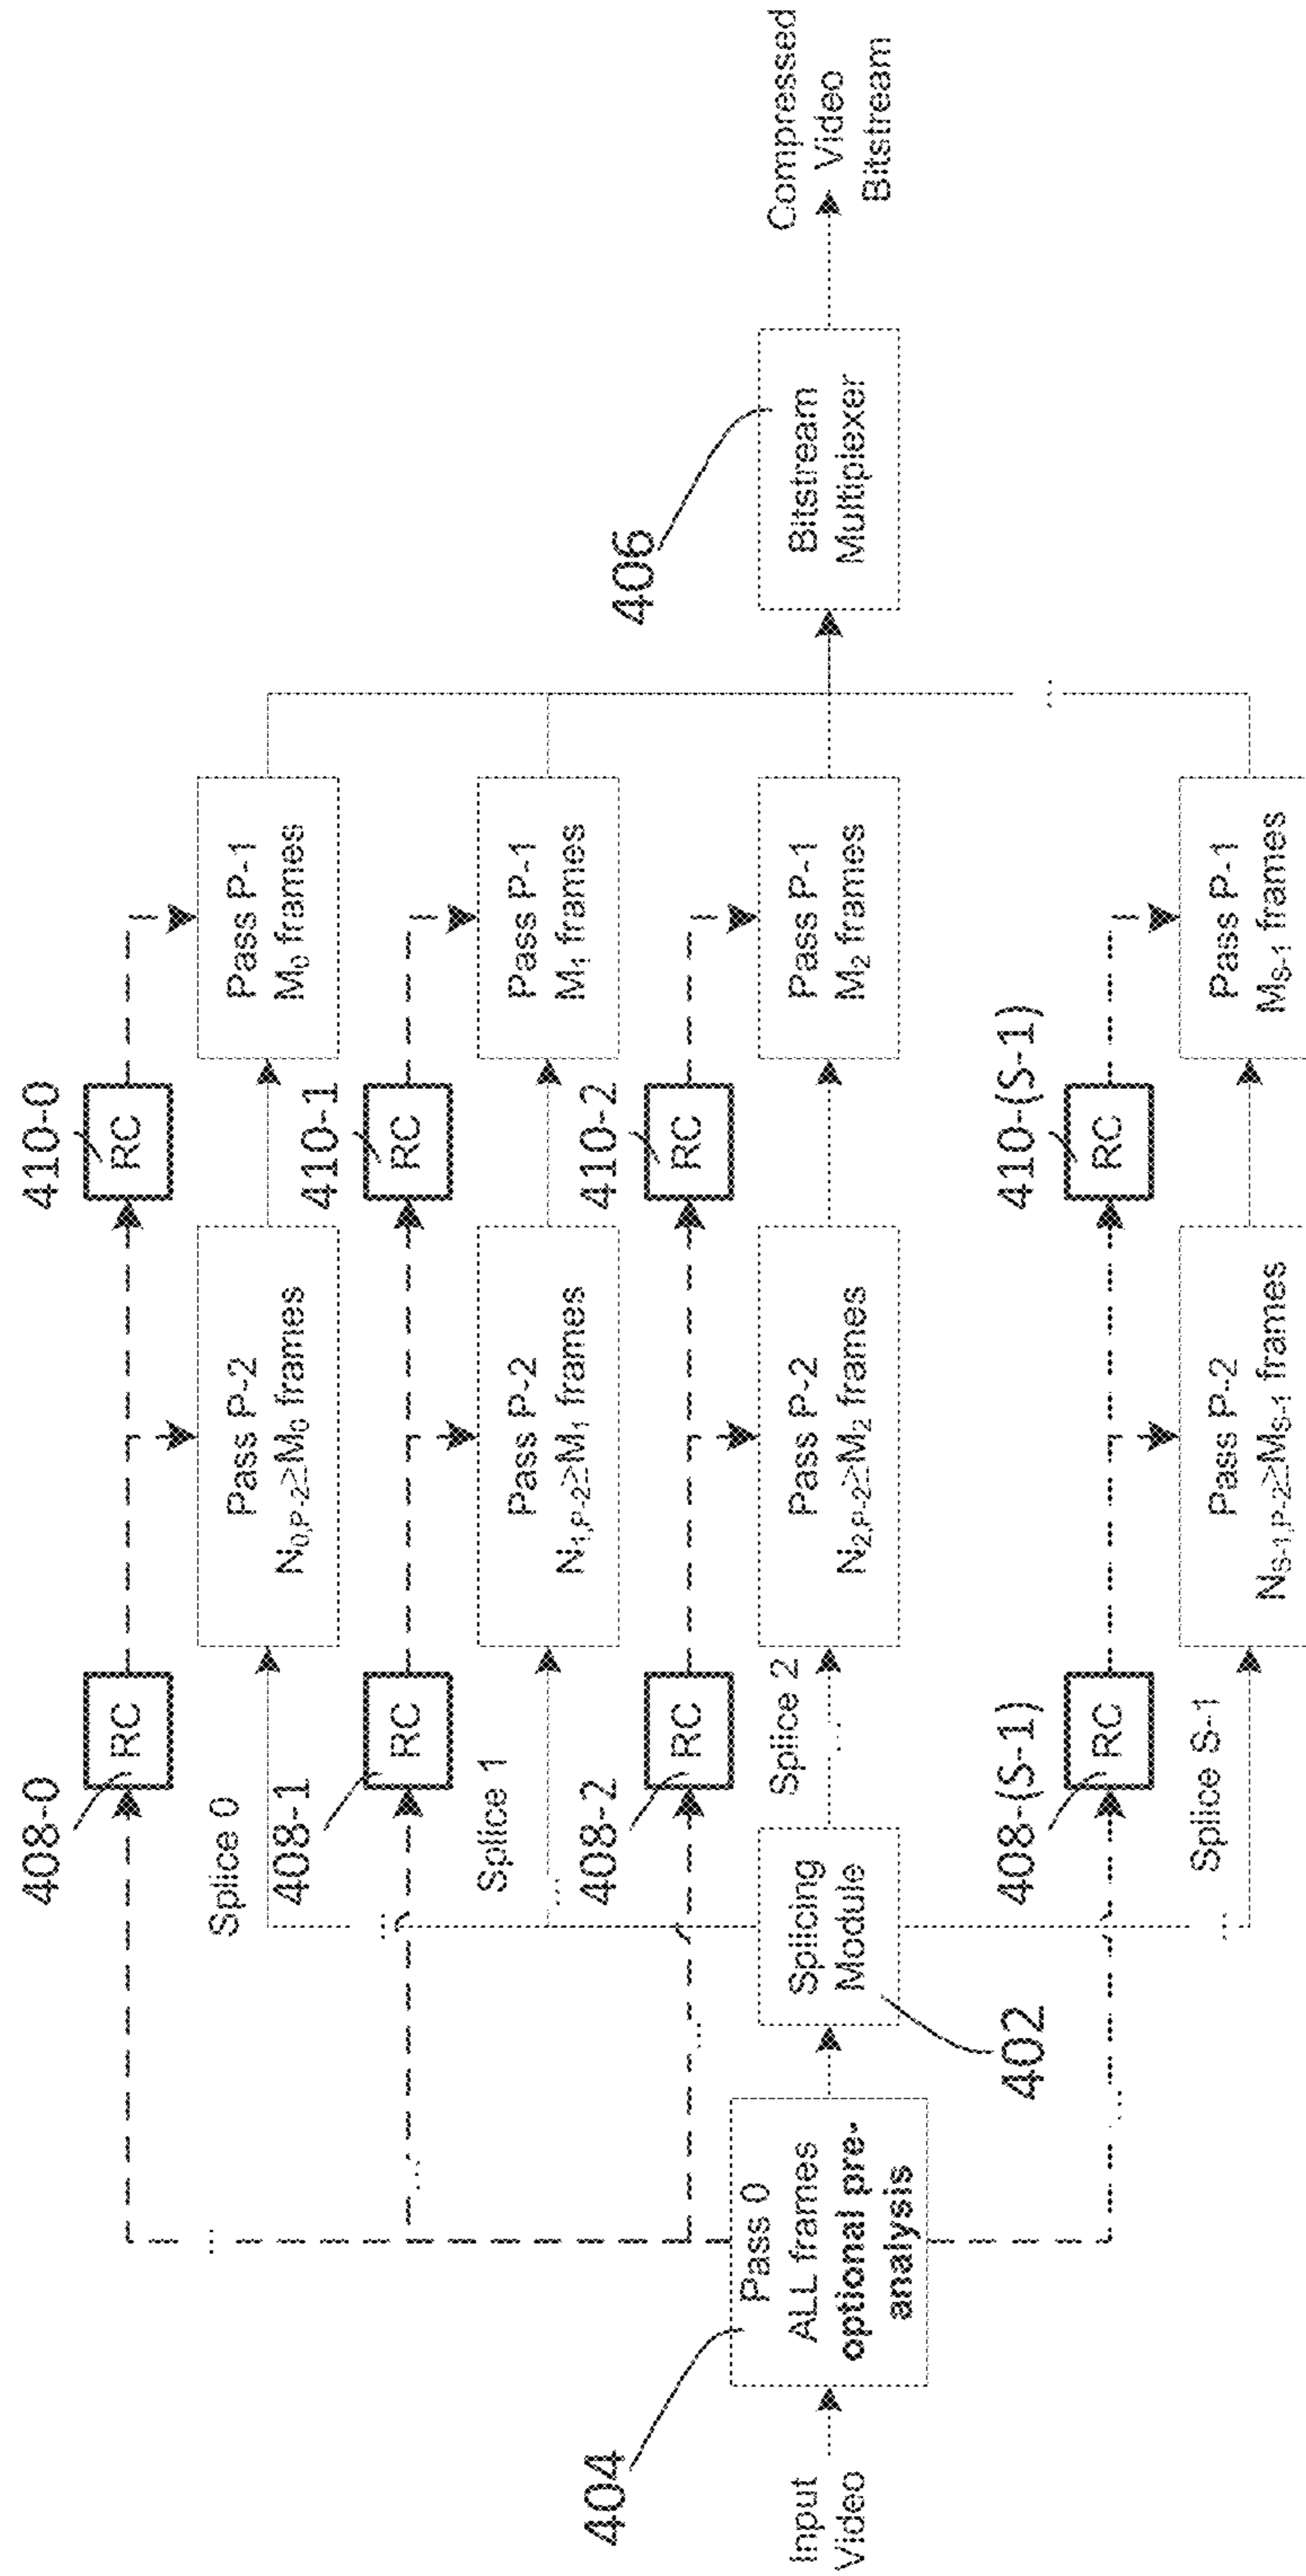 408-0
RC
410-0
RC
Splice 0
Pass P-2
N0,P-2≥M0 frames
Pass P-1
M0 frames
408-1
RC
410-1
RC
Splice 1
Pass P-2
N1,P-2≥M1 frames
Pass P-1
M1 frames
408-2
RC
410-2
RC
404
Input
Video
Pass 0
ALL frames
optional pre-
analysis
Splicing
Module
402
Splice 2
Pass P-2
N2,P-2≥M2 frames
Pass P-1
M2 frames
406
Bitstream
Multiplexer
Compressed
Video
Bitstream
408-(S-1)
RC
410-(S-1)
RC
Splice S-1
Pass P-2
NS-1,P-2≥MS-1 frames
Pass P-1
MS-1 frames